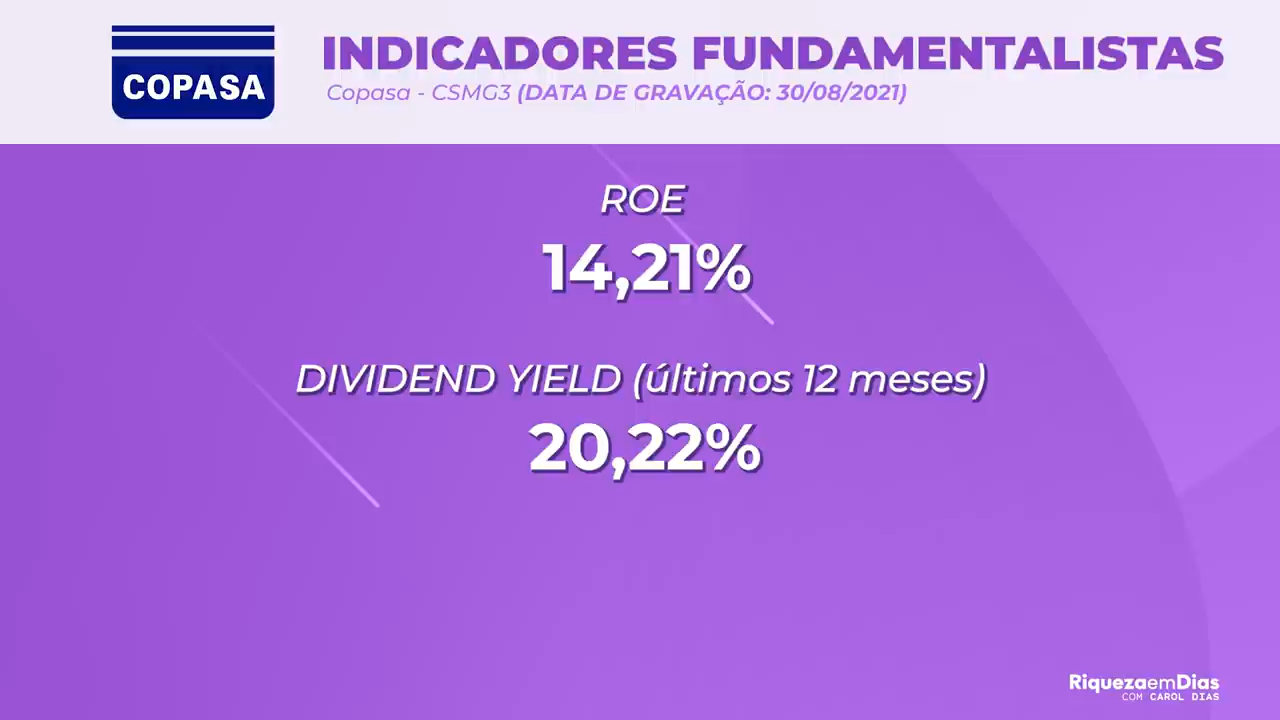 COPASA
INDICADORES FUNDAMENTALISTAS
Copasa - CSMG3 (DATA DE GRAVAÇÃO: 30/08/2021)
ROE
14,21%
DIVIDEND YIELD (últimos 12 meses)
20,22%
RiquezaemDias
COM CAROL DIAS